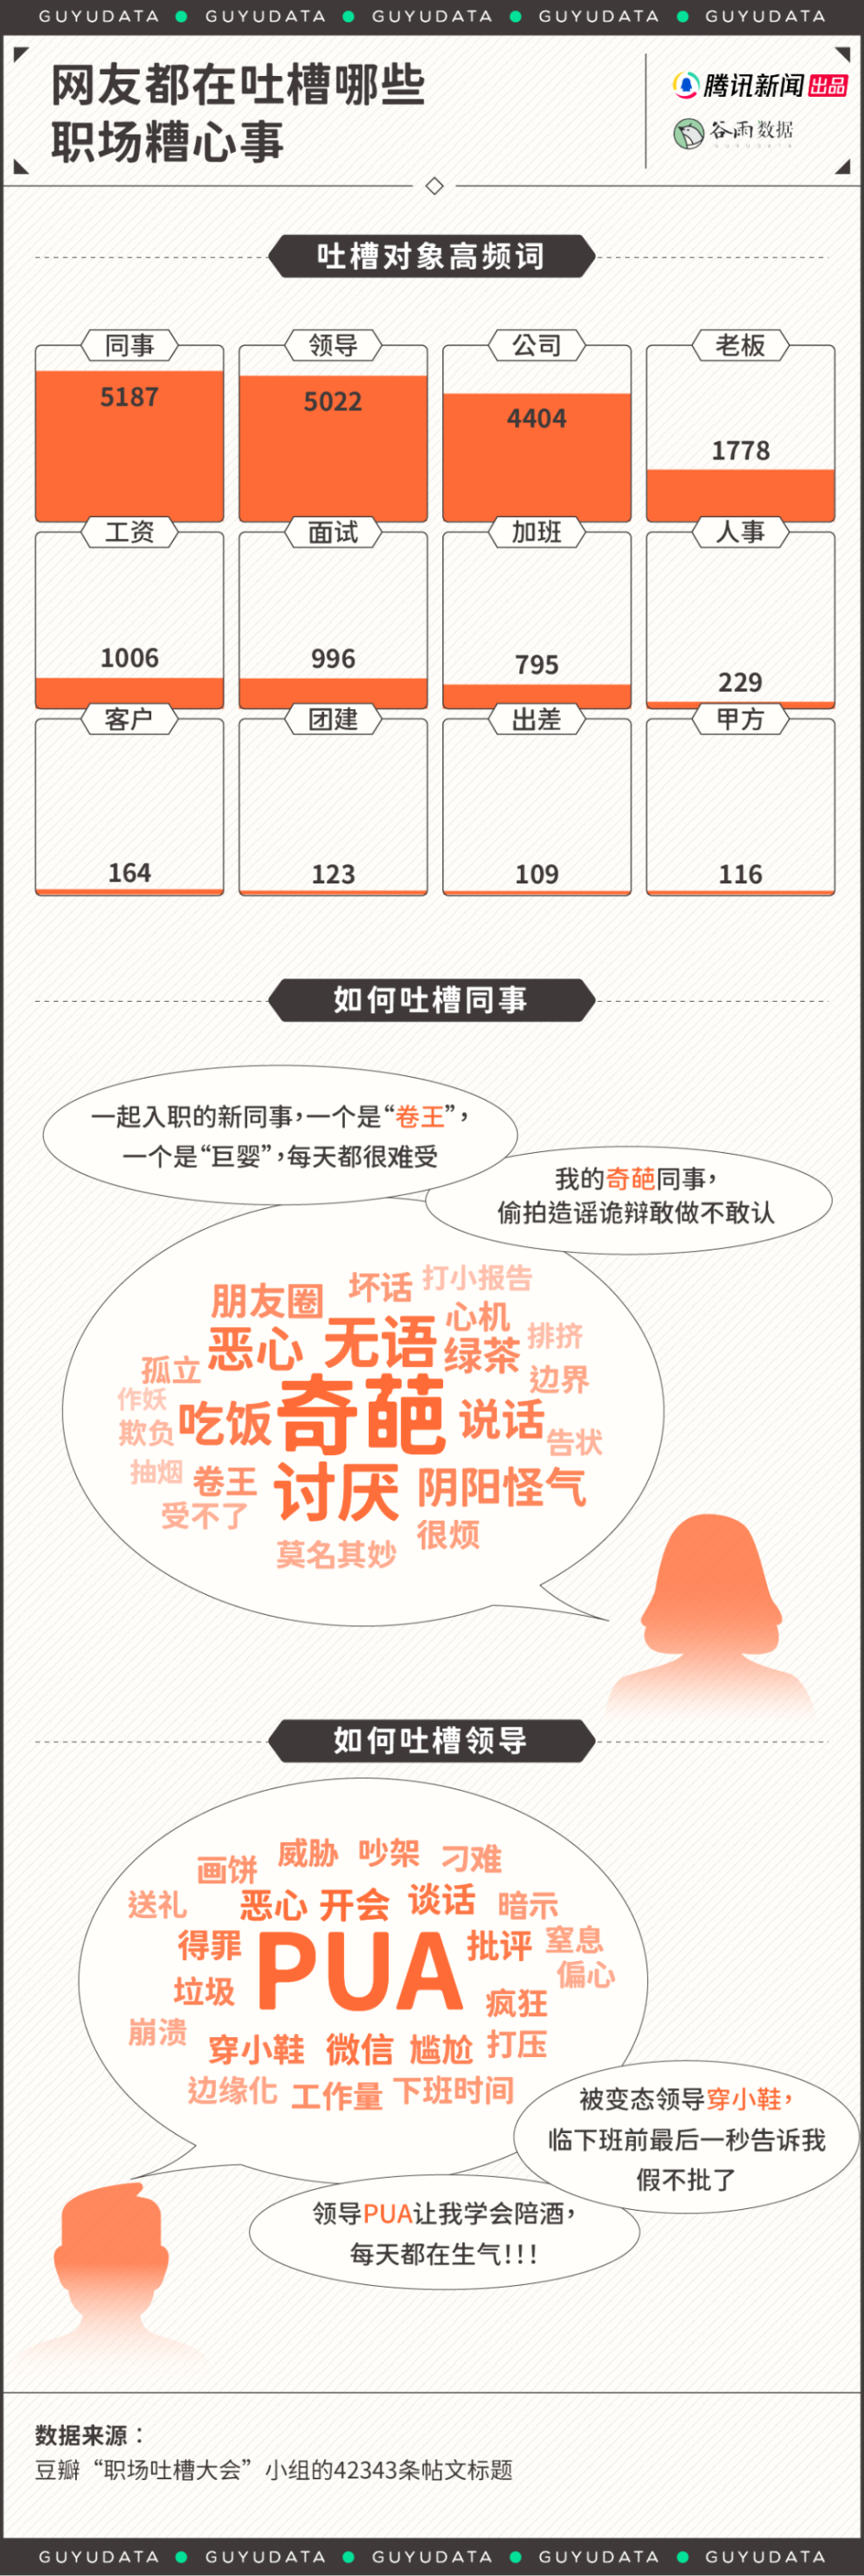 GUYUDATA ● GUYUDATA ● GUYUDATA ● GUYUDATA ● GUYUDATA
网友都在吐槽哪些
职场糟心事
腾讯新闻 出品
谷雨数据
GUYUDATA
吐槽对象高频词
同事 领导 公司 老板
5187 5022 4404 1778
工资 面试 加班 人事
1006 996 795 229
客户 团建 出差 甲方
164 123 109 116
如何吐槽同事
一起入职的新同事，一个是“卷王”，
一个是“巨婴”，每天都很难受
我的奇葩同事，
偷拍造谣诡辩敢做不敢认
朋友圈 坏话 打小报告
恶心 无语 心机
绿茶 排挤
孤立 边界
作妖
欺负 吃饭 奇葩 说话 告状
抽烟 卷王 讨厌 阴阳怪气
受不了 很烦
莫名其妙
如何吐槽领导
画饼 威胁 吵架 刁难
送礼 恶心 开会 谈话 暗示
得罪 PUA 批评 窒息
垃圾 疯狂 偏心
崩溃 穿小鞋 微信 尴尬 打压
边缘化 工作量 下班时间
被变态领导穿小鞋，
临下班前最后一秒告诉我
假不批了
领导PUA让我学会陪酒，
每天都在生气！！！
数据来源：
豆瓣“职场吐槽大会”小组的42343条帖文标题
GUYUDATA ● GUYUDATA ● GUYUDATA ● GUYUDATA ● GUYUDATA